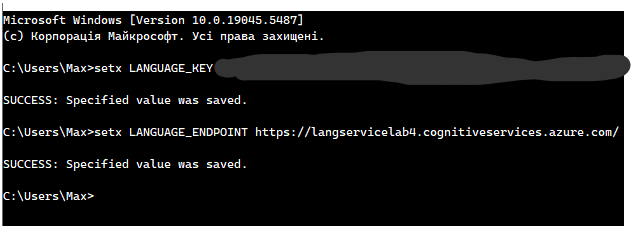 Microsoft Windows [Version 10.0.19045.5487]
(c) Корпорація Майкрософт. Усі права захищені.
C:\Users\Max>setx LANGUAGE_KEY
SUCCESS: Specified value was saved.
C:\Users\Max>setx LANGUAGE_ENDPOINT https://langservicelab4.cognitiveservices.azure.com/
SUCCESS: Specified value was saved.
C:\Users\Max>